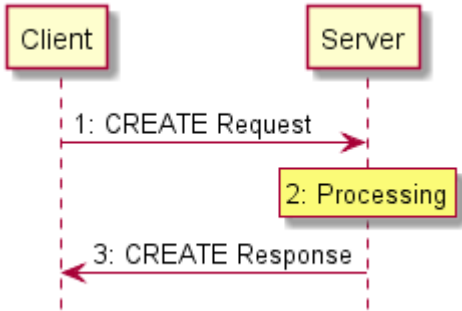 Client
Server
1: CREATE Request
2: Processing
3: CREATE Response